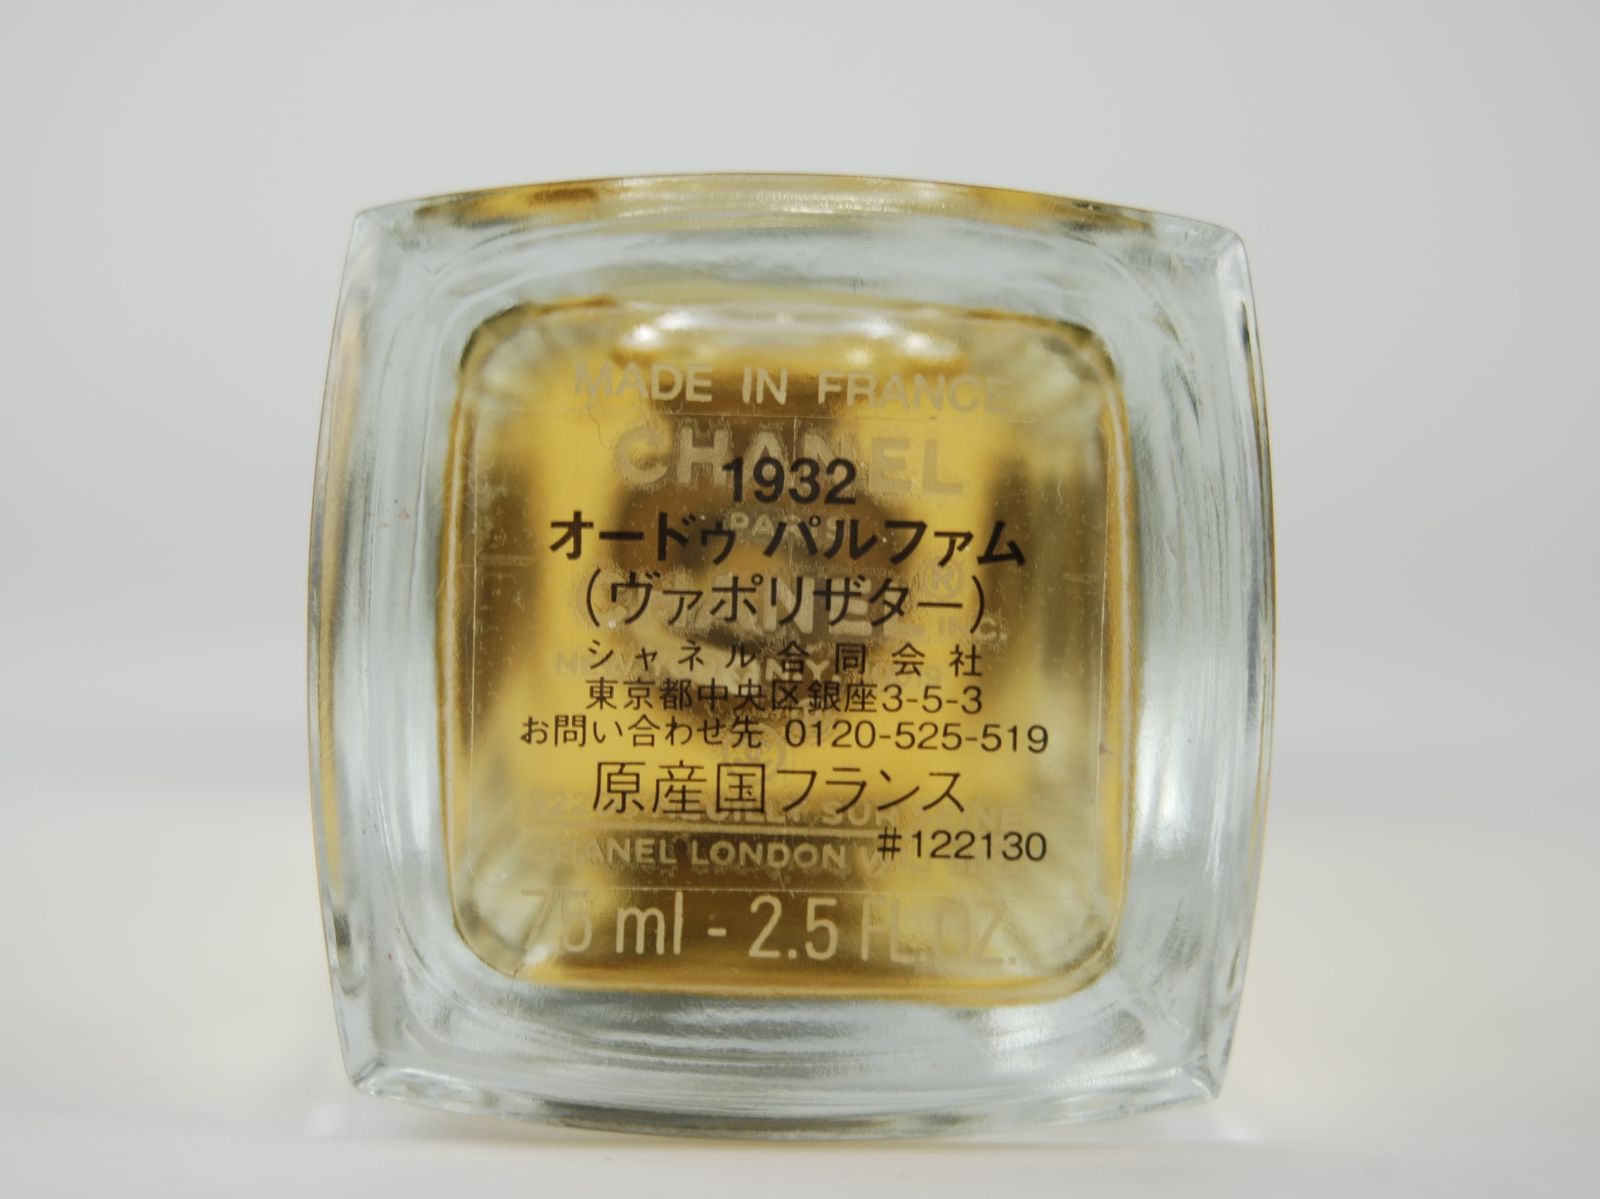 MADE IN FRANCE
CHANEL
1932
PARIS
オードゥ パルファム
(ヴァポリザター)
CHANEL® INC.
シャネル合同会社
東京都中央区銀座3-5-3
お問い合わせ先 0120-525-519
原産国フランス
#122130
CHANEL LONDON
75 ml - 2.5 FL.OZ.